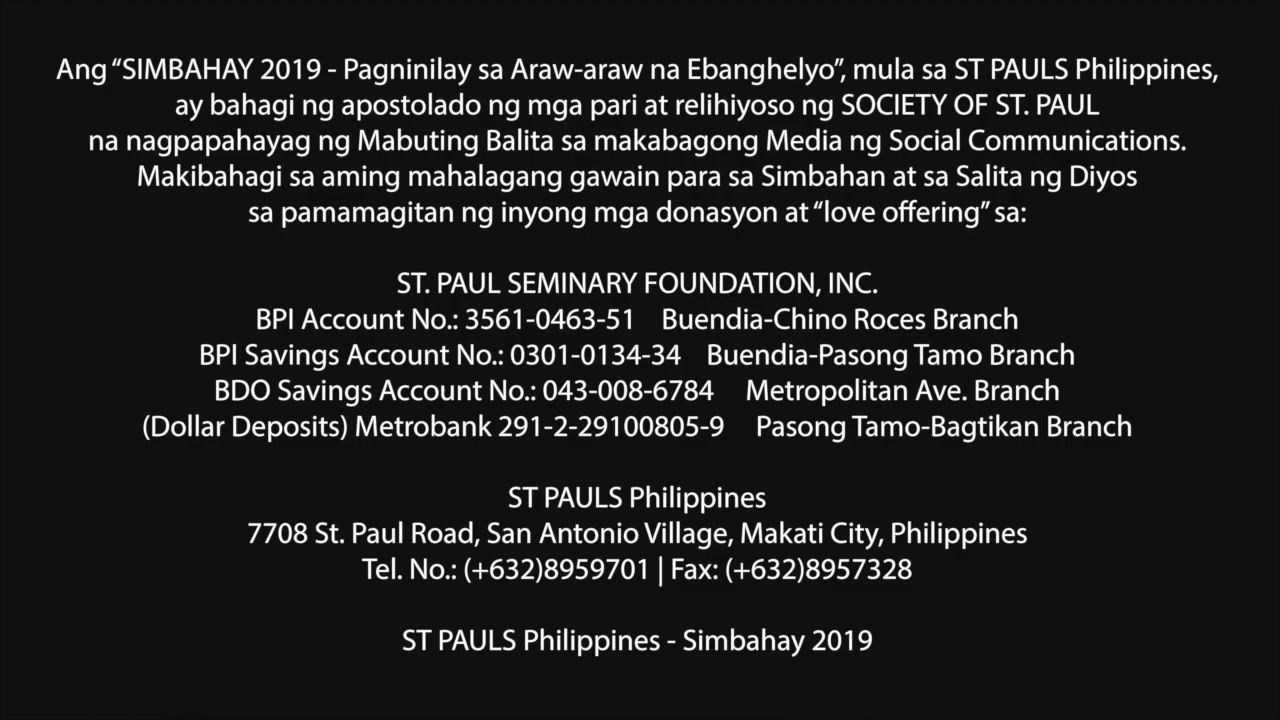 Ang “SIMBAHAY 2019 - Pagninilay sa Araw-araw na Ebanghelyo”, mula sa ST PAULS Philippines,
ay bahagi ng apostolado ng mga pari at relihiyoso ng SOCIETY OF ST. PAUL
na nagpapahayag ng Mabuting Balita sa makabagong Media ng Social Communications.
Makibahagi sa aming mahalagang gawain para sa Simbahan at sa Salita ng Diyos
sa pamamagitan ng inyong mga donasyon at “love offering” sa:
ST. PAUL SEMINARY FOUNDATION, INC.
BPI Account No.: 3561-0463-51 Buendia-Chino Roces Branch
BPI Savings Account No.: 0301-0134-34 Buendia-Pasong Tamo Branch
BDO Savings Account No.: 043-008-6784 Metropolitan Ave. Branch
(Dollar Deposits) Metrobank 291-2-29100805-9 Pasong Tamo-Bagtikan Branch
ST PAULS Philippines
7708 St. Paul Road, San Antonio Village, Makati City, Philippines
Tel. No.: (+632)8959701 | Fax: (+632)8957328
ST PAULS Philippines - Simbahay 2019